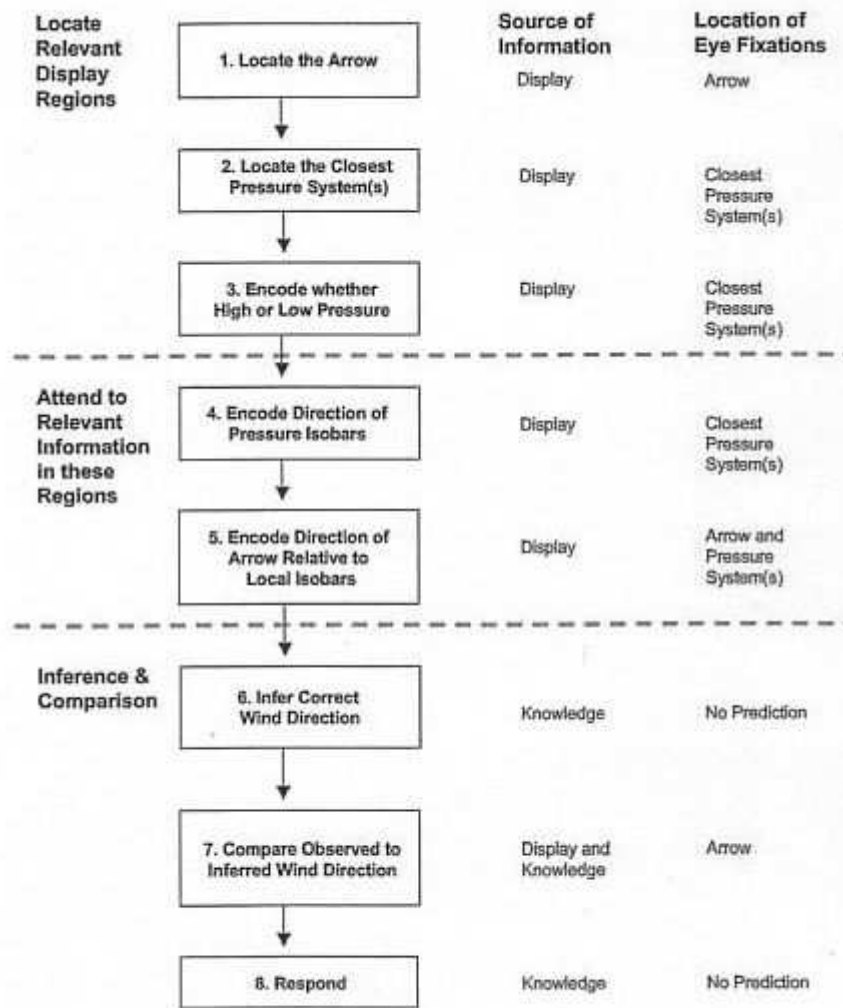 Locate
Relevant
Display
Regions
Source of
Information
Location of
Eye Fixations
1. Locate the Arrow
Display
Arrow
2. Locate the Closest
Pressure System(s)
Display
Closest
Pressure
System(s)
3. Encode whether
High or Low Pressure
Display
Closest
Pressure
System(s)
Attend to
Relevant
Information
in these
Regions
4. Encode Direction of
Pressure Isobars
Display
Closest
Pressure
System(s)
5. Encode Direction of
Arrow Relative to
Local Isobars
Display
Arrow and
Pressure
System(s)
Inference &
Comparison
6. Infer Correct
Wind Direction
Knowledge
No Prediction
7. Compare Observed to
Inferred Wind Direction
Display and
Knowledge
Arrow
8. Respond
Knowledge
No Prediction